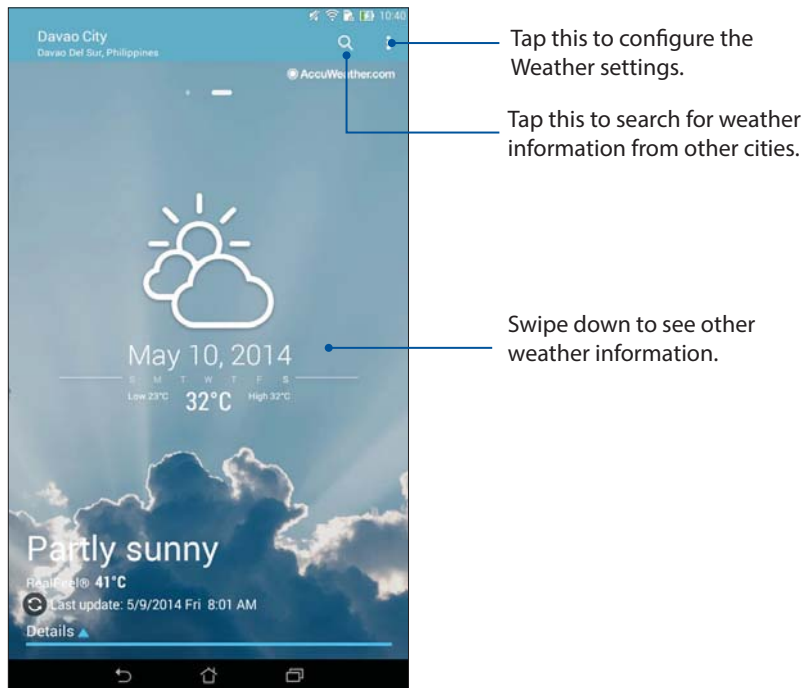 10:40
Davao City
Davao Del Sur, Philippines
AccuWeather.com
May 10, 2014
S M T W T F S
Low 23°C 32°C High 32°C
Partly sunny
RealFeel® 41°C
Last update: 5/9/2014 Fri 8:01 AM
Details
Tap this to configure the
Weather settings.
Tap this to search for weather
information from other cities.
Swipe down to see other
weather information.